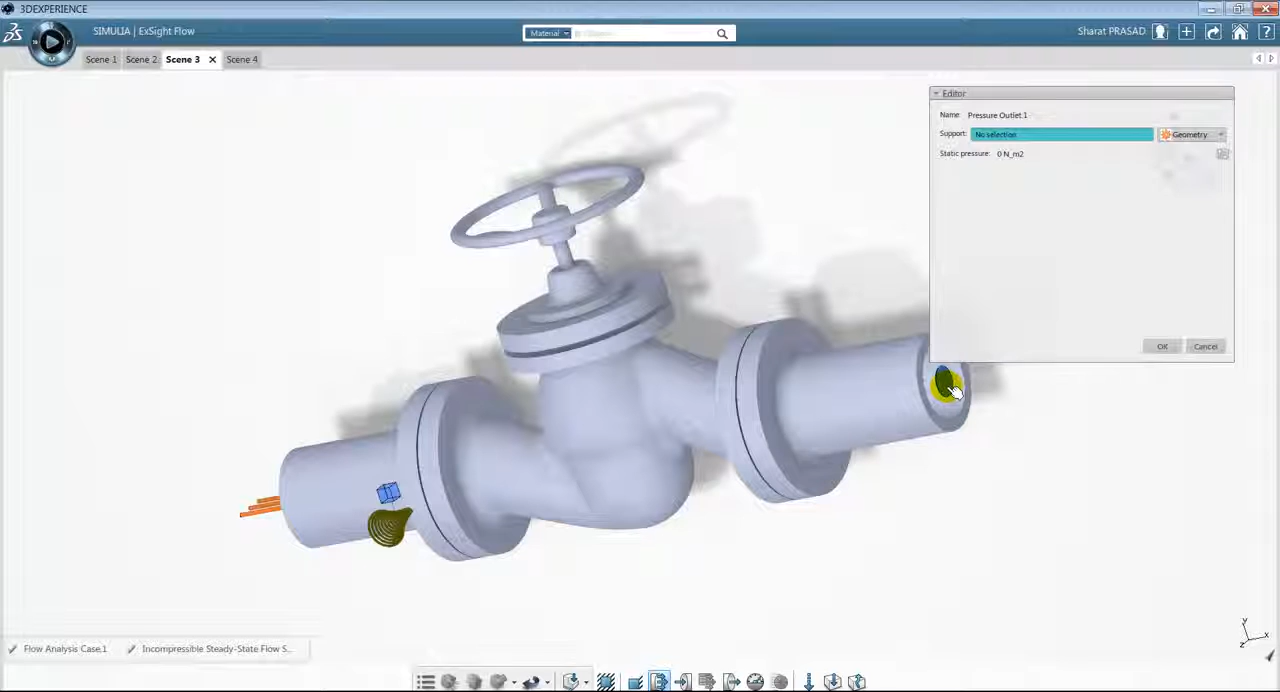 3DEXPERIENCE
SIMULIA | ExSight Flow
Material
Sharat PRASAD
Scene 1
Scene 2
Scene 3
Scene 4
Editor
Name: Pressure Outlet.1
Support: No selection
Geometry
Static pressure: 0 N_m2
OK
Cancel
Y
X
Z
Flow Analysis Case.1
Incompressible Steady-State Flow S...